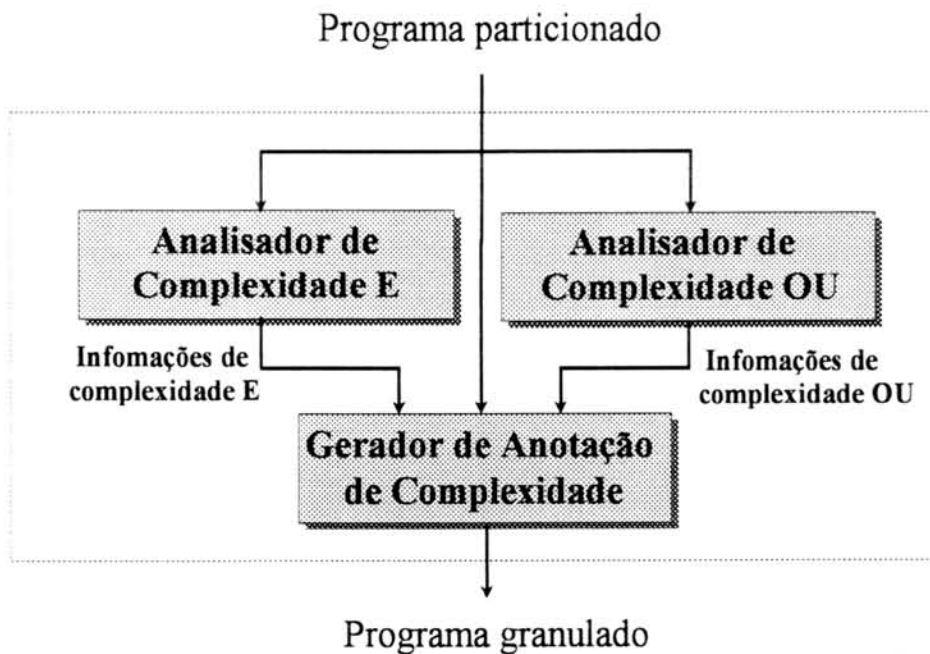 Programa particionado
Analisador de
Complexidade E
Analisador de
Complexidade OU
Infomações de
complexidade E
Infomações de
complexidade OU
Gerador de Anotação
de Complexidade
Programa granulado